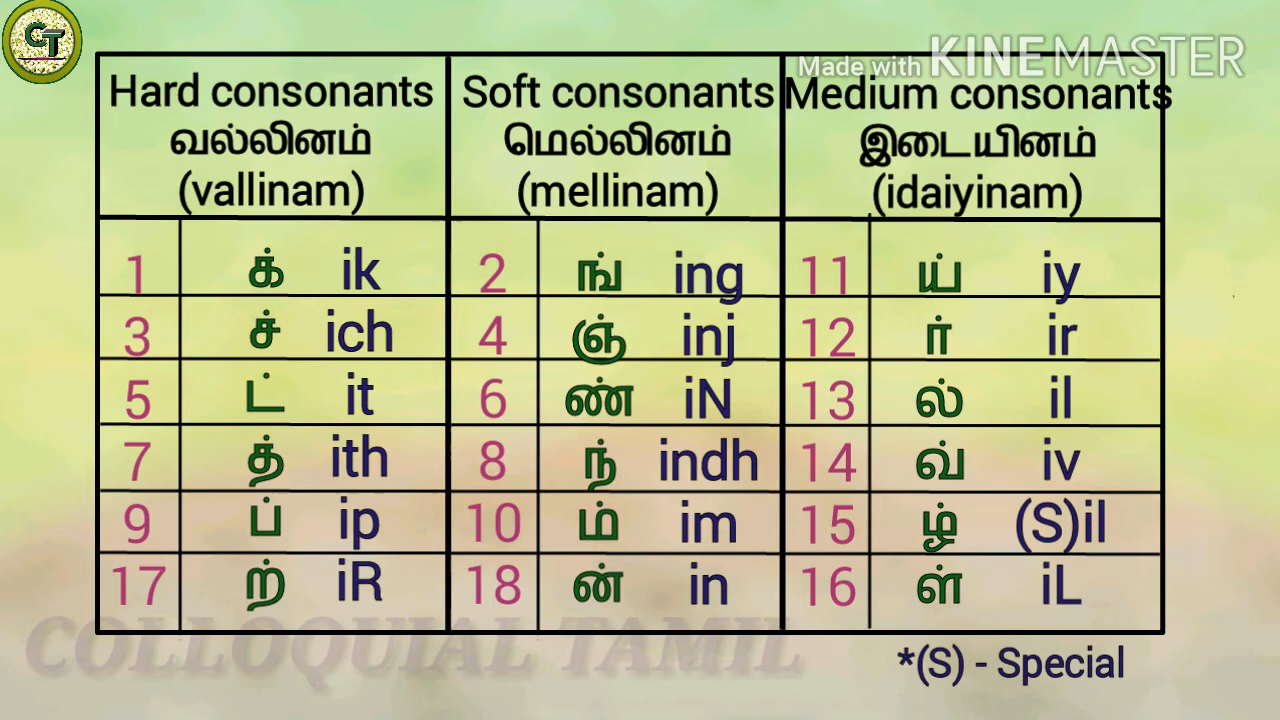 CT
Made with KINEMASTER
Hard consonants
வல்லினம்
(vallinam)
Soft consonants
மெல்லினம்
(mellinam)
Medium consonants
இடையினம்
(idaiyinam)
1 க் ik 2 ங் ing 11 ய் iy
3 ச் ich 4 ஞ் inj 12 ர் ir
5 ட் it 6 ண் iN 13 ல் il
7 த் ith 8 ந் indh 14 வ் iv
9 ப் ip 10 ம் im 15 ழ் (S)il
17 ற் iR 18 ன் in 16 ள் iL
COLLOQUIAL TAMIL
*(S) - Special